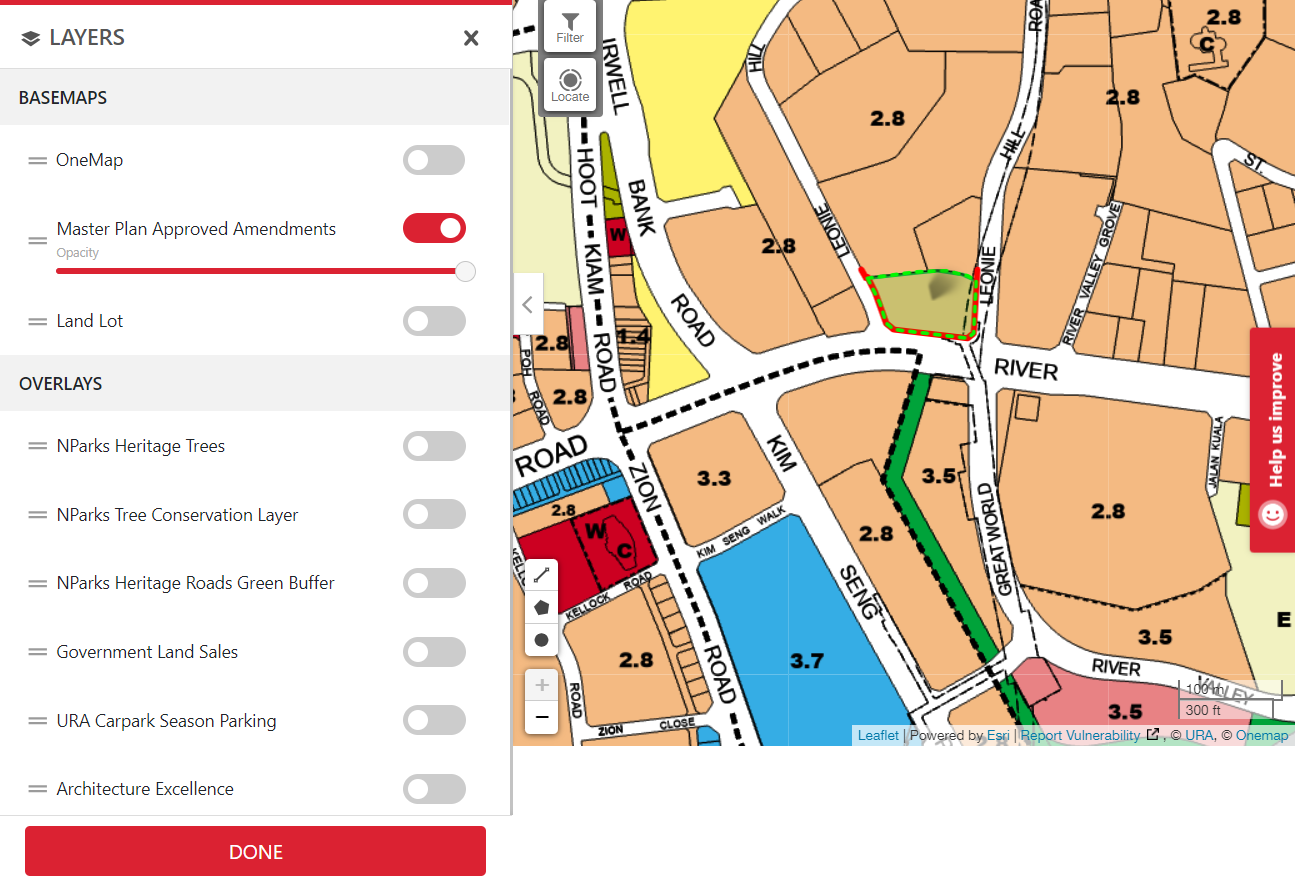 LAYERS
BASEMAPS
OneMap
Master Plan Approved Amendments
Opacity
Land Lot
OVERLAYS
NParks Heritage Trees
NParks Tree Conservation Layer
NParks Heritage Roads Green Buffer
Government Land Sales
URA Carpark Season Parking
Architecture Excellence
DONE
Filter
Locate
IRWELL
BANK
ROAD
HOOT
KIAM
ROAD
HILL
LEONIE
2.8
2.8
2.8
C
2.8
HILL
LEONIE
ST.
RIVER VALLEY GROVE
W
1.4
2.8
POH
ROAD
2.8
RIVER
ROAD
ZION
ROAD
3.3
KIM
SENG
KIM SENG WALK
3.5
2.8
GREAT WORLD
2.8
JALAN KUALA
2.8
W
C
KELLOCK ROAD
2.8
ROAD
ZION CLOSE
3.7
3.5
E
RIVER
VALLEY
3.5
100 m
300 ft
Help us improve
Leaflet | Powered by Esri | Report Vulnerability , © URA, © Onemap